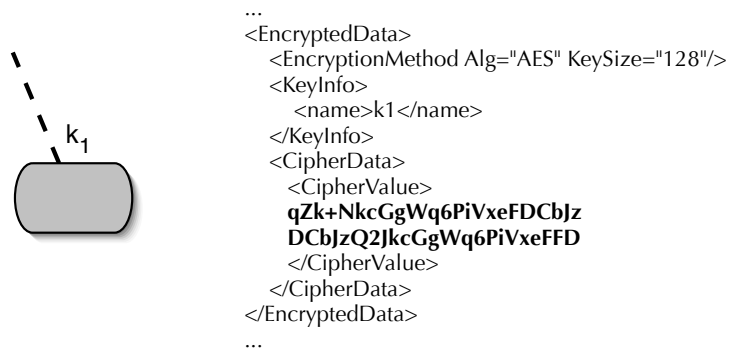 k1
...
<EncryptedData>
<EncryptionMethod Alg="AES" KeySize="128"/>
<KeyInfo>
<name>k1</name>
</KeyInfo>
<CipherData>
<CipherValue>
qZk+NkcGgWq6PiVxeFDCbJz
DCbJzQ2JkcGgWq6PiVxeFFD
</CipherValue>
</CipherData>
</EncryptedData>
...